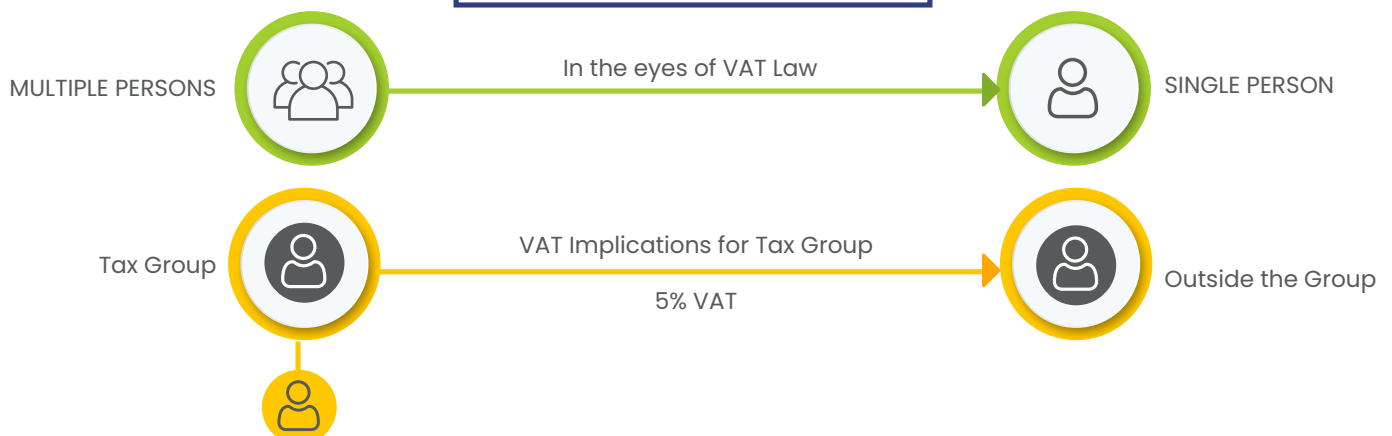 In the eyes of VAT Law
MULTIPLE PERSONS
SINGLE PERSON
VAT Implications for Tax Group
Tax Group
5% VAT
Outside the Group